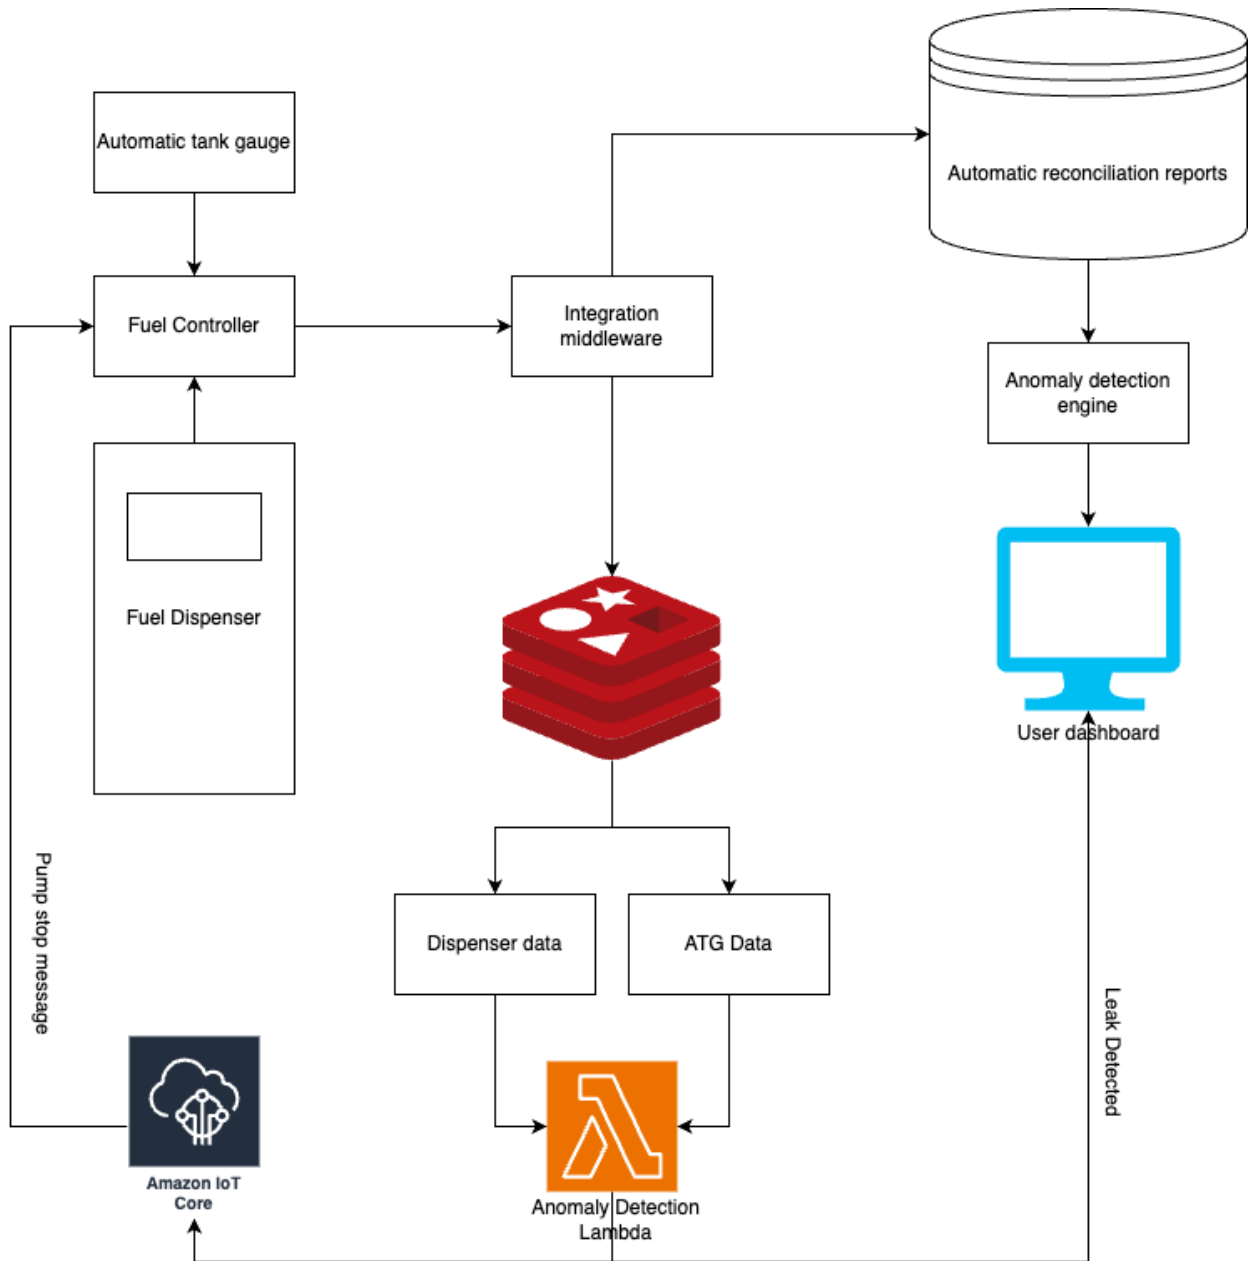 Automatic tank gauge
Automatic reconciliation reports
Fuel Controller
Integration
middleware
Anomaly detection
engine
Fuel Dispenser
User dashboard
Pump stop message
Dispenser data
ATG Data
Leak Detected
Amazon IoT
Core
Anomaly Detection
Lambda